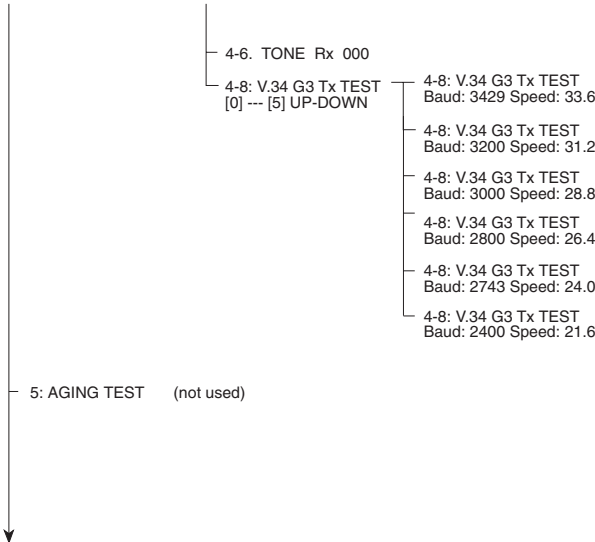 4-6. TONE Rx 000
4-8: V.34 G3 Tx TEST
[0] --- [5] UP-DOWN
4-8: V.34 G3 Tx TEST
Baud: 3429 Speed: 33.6
4-8: V.34 G3 Tx TEST
Baud: 3200 Speed: 31.2
4-8: V.34 G3 Tx TEST
Baud: 3000 Speed: 28.8
4-8: V.34 G3 Tx TEST
Baud: 2800 Speed: 26.4
4-8: V.34 G3 Tx TEST
Baud: 2743 Speed: 24.0
4-8: V.34 G3 Tx TEST
Baud: 2400 Speed: 21.6
5: AGING TEST (not used)